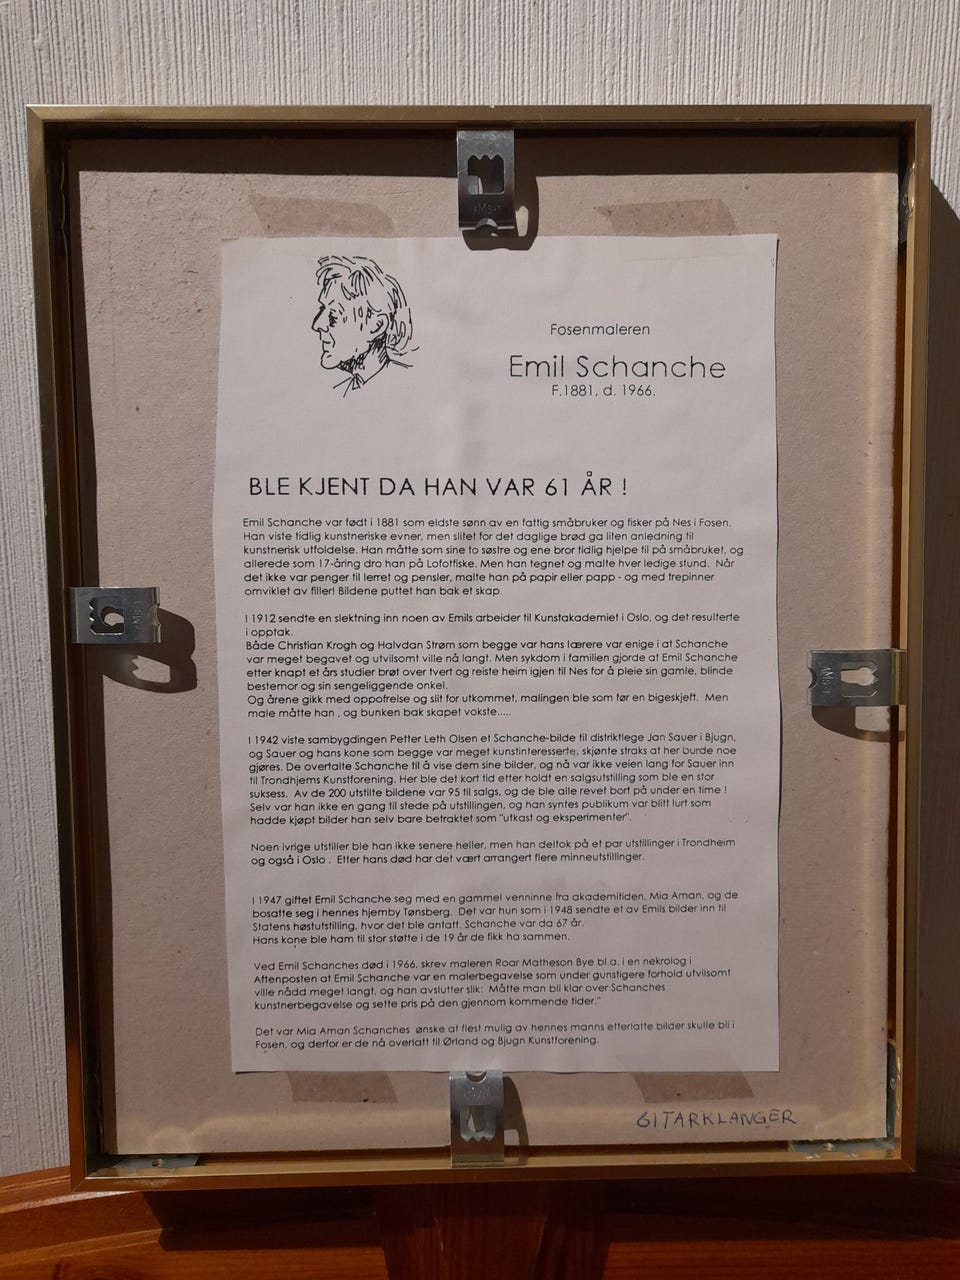 Fosenmaleren
Emil Schanche
F.1881, d. 1966.
BLE KJENT DA HAN VAR 61 ÅR !
Emil Schanche var født i 1881 som eldste sønn av en fattig småbruker og fisker på Nes i Fosen.
Han viste tidlig kunstneriske evner, men slitet for det daglige brød ga liten anledning til
kunstnerisk utfoldelse. Han måtte som sine to søstre og ene bror tidlig hjelpe til på småbruket, og
allerede som 17-åring dro han på Lofotfiske. Men han tegnet og malte hver ledige stund. Når
det ikke var penger til lerret og pensler, malte han på papir eller papp - og med trepinner
omviklet av filler! Bildene puttet han bak et skap.
I 1912 sendte en slektning inn noen av Emils arbeider til Kunstakademiet i Oslo, og det resulterte
i opptak.
Både Christian Krogh og Halvdan Strøm som begge var hans lærere var enige i at Schanche
var meget begavet og utvilsomt ville nå langt. Men sykdom i familien gjorde at Emil Schanche
etter knapt et års studier brøt over tvert og reiste heim igjen til Nes for å pleie sin gamle, blinde
bestemor og sin sengeliggende onkel.
Og årene gikk med oppofrelse og slit for utkommet, malingen ble som før en bigeskjeft. Men
male måtte han , og bunken bak skapet vokste.....
I 1942 viste sambygdingen Petter Leth Olsen et Schanche-bilde til distriktlege Jan Sauer i Bjugn,
og Sauer og hans kone som begge var meget kunstinteresserte, skjønte straks at her burde noe
gjøres. De overtalte Schanche til å vise dem sine bilder, og nå var ikke veien lang for Sauer inn
til Trondhjems Kunstforening. Her ble det kort tid etter holdt en salgsutstilling som ble en stor
suksess. Av de 200 utstilte bildene var 95 til salgs, og de ble alle revet bort på under en time !
Selv var han ikke en gang til stede på utstillingen, og han syntes publikum var blitt lurt som
hadde kjøpt bilder han selv bare betraktet som "utkast og eksperimenter".
Noen ivrige utstiller ble han ikke senere heller, men han deltok på et par utstillinger i Trondheim
og også i Oslo . Etter hans død har det vært arrangert flere minneutstillinger.
I 1947 giftet Emil Schanche seg med en gammel venninne fra akademitiden, Mia Aman, og de
bosatte seg i hennes hjemby Tønsberg. Det var hun som i 1948 sendte et av Emils bilder inn til
Statens høstutstilling, hvor det ble antatt. Schanche var da 67 år.
Hans kone ble ham til stor støtte i de 19 år de fikk ha sammen.
Ved Emil Schanches død i 1966, skrev maleren Roar Matheson Bye bl.a. i en nekrolog i
Aftenposten at Emil Schanche var en malerbegavelse som under gunstigere forhold utvilsomt
ville nådd meget langt, og han avslutter slik: Måtte man bli klar over Schanches
kunstnerbegavelse og sette pris på den gjennom kommende tider."
Det var Mia Aman Schanches ønske at flest mulig av hennes manns etterlatte bilder skulle bli i
Fosen, og derfor er de nå overlatt til Ørland og Bjugn Kunstforening.
GITARKLANGER